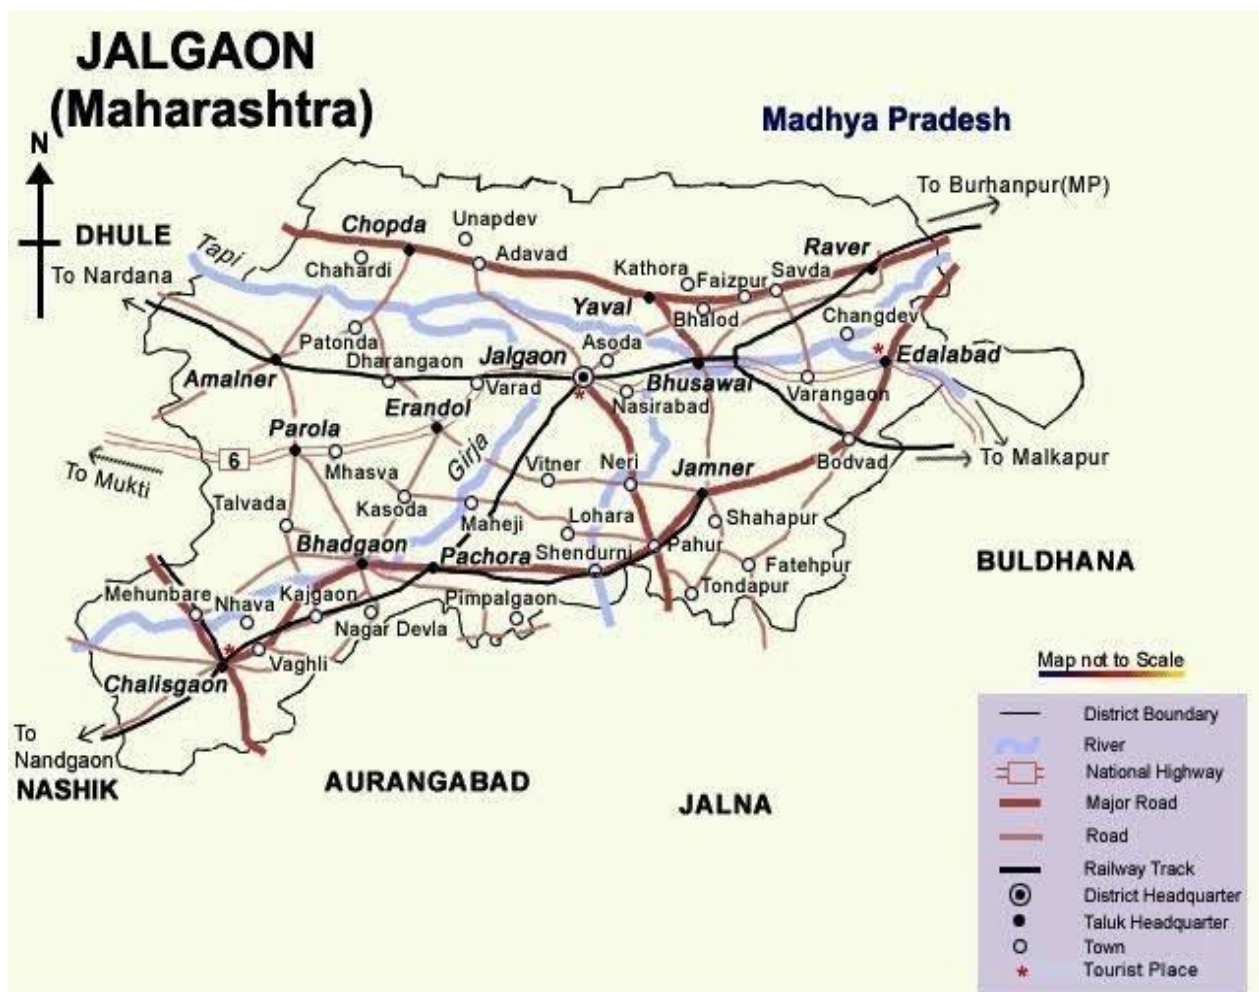 JALGAON
(Maharashtra)
Madhya Pradesh
N
To Burhanpur(MP)
DHULE
Tapi
Chopda
Unapdev
Adavad
Chahardi
Raver
Kathora
Faizpur
Savda
To Nardana
Yaval
Bhalod
Changdev
Patonda
Dharangaon
Jalgaon
Asoda
Edalabad
Amalner
Varad
Bhusawal
Nasirabad
Varangaon
Erandol
Parola
6
Mhasva
Girja
Vitner
Neri
Jamner
Bodvad
To Malkapur
To Mukti
Talvada
Kasoda
Maheji
Lohara
Shahapur
Bhadgaon
Pachora
Shendurni
Pahur
Fatehpur
BULDHANA
Mehunbare
Nhava
Kajgaon
Pimpalgaon
Tondapur
Nagar Devla
Vaghli
Chalisgaon
To
Nandgaon
NASHIK
AURANGABAD
JALNA
Map not to Scale
District Boundary
River
National Highway
Major Road
Road
Railway Track
District Headquarter
Taluk Headquarter
Town
Tourist Place